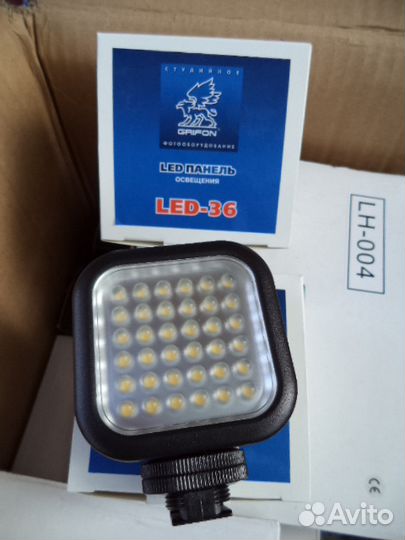 СТУДИЙНОЕ
GRIFON
ФОТООБОРУДОВАНИЕ
LED ПАНЕЛЬ
ОСВЕЩЕНИЯ
LED-36
LH-004
CE
Avito